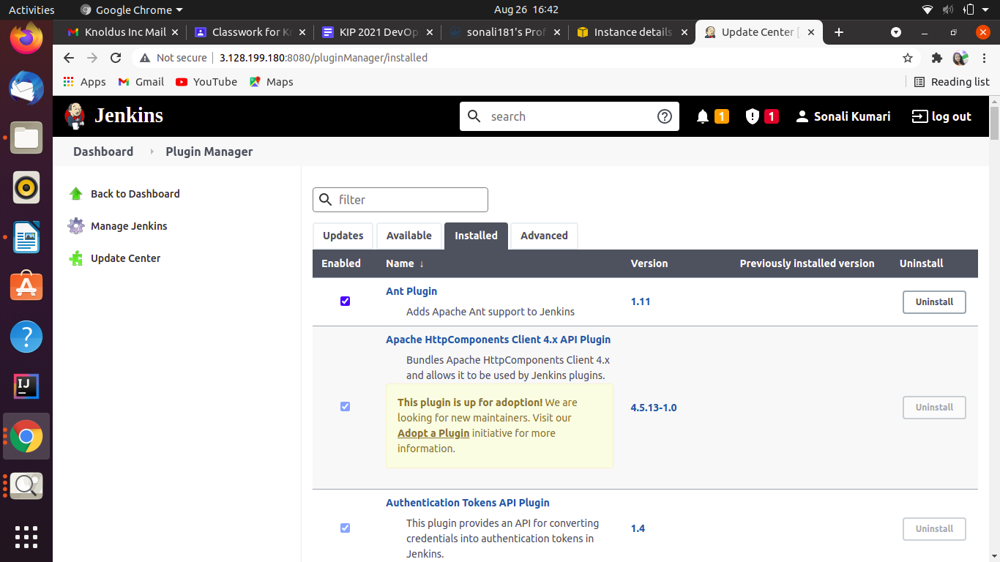 Activities
Google Chrome
Aug 26 16:42
Knoldus Inc Mail
Classwork for K
KIP 2021 DevOp
sonali181's Prof
Instance details
Update Center [
Not secure
3.128.199.180:8080/pluginManager/installed
Apps
Gmail
YouTube
Maps
Reading list
Jenkins
search
1
1
Sonali Kumari
log out
Dashboard
Plugin Manager
Back to Dashboard
Manage Jenkins
Update Center
filter
Updates
Available
Installed
Advanced
Enabled
Name ↓
Version
Previously installed version
Uninstall
Ant Plugin
Adds Apache Ant support to Jenkins
1.11
Uninstall
Apache HttpComponents Client 4.x API Plugin
Bundles Apache HttpComponents Client 4.x
and allows it to be used by Jenkins plugins.
This plugin is up for adoption! We are
looking for new maintainers. Visit our
Adopt a Plugin initiative for more
information.
4.5.13-1.0
Uninstall
Authentication Tokens API Plugin
This plugin provides an API for converting
credentials into authentication tokens in
Jenkins.
1.4
Uninstall
IJ